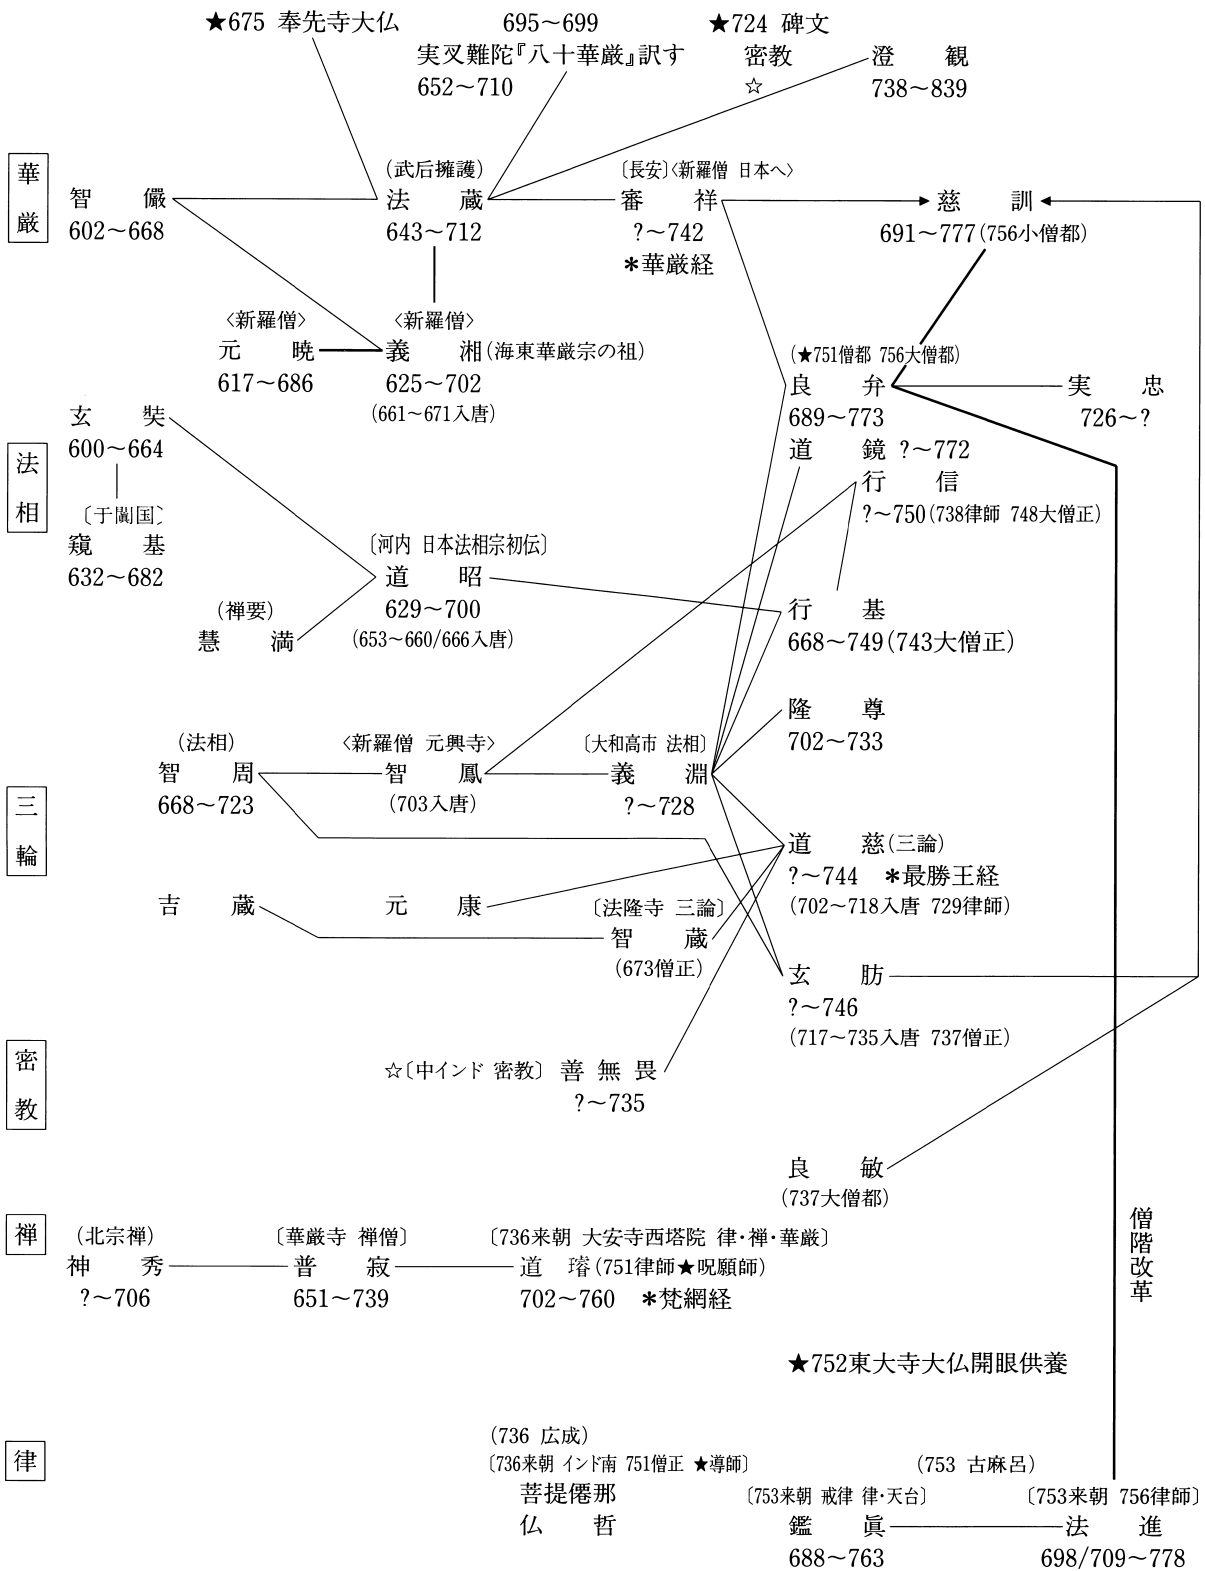 ★675 奉先寺大仏
695～699
実叉難陀『八十華厳』訳す
652～710
★724 碑文
密教
☆
澄 観
738～839
華厳
智 儼
602～668
(武后擁護)
法 蔵
643～712
〔長安〕〈新羅僧 日本へ〉
審 祥
?～742
＊華厳経
慈 訓
691～777(756小僧都)
〈新羅僧〉
元 暁
617～686
〈新羅僧〉
義 湘(海東華厳宗の祖)
625～702
(661～671入唐)
(★751僧都 756大僧都)
良 弁
689～773
実 忠
726～?
法相
玄 奘
600～664
〔于闐国〕
窺 基
632～682
道 鏡 ?～772
行 信
?～750(738律師 748大僧正)
〔河内 日本法相宗初伝〕
道 昭
629～700
(653～660/666入唐)
(禅要)
慧 満
行 基
668～749(743大僧正)
隆 尊
702～733
三輪
(法相)
智 周
668～723
〈新羅僧 元興寺〉
智 鳳
(703入唐)
〔大和高市 法相〕
義 淵
?～728
道 慈(三論)
?～744 ＊最勝王経
(702～718入唐 729律師)
吉 蔵
元 康
〔法隆寺 三論〕
智 蔵
(673僧正)
玄 肪
?～746
(717～735入唐 737僧正)
密教
☆〔中インド 密教〕 善無畏
?～735
良 敏
(737大僧都)
僧階改革
禅
(北宗禅)
神 秀
?～706
〔華厳寺 禅僧〕
普 寂
651～739
〔736来朝 大安寺西塔院 律・禅・華厳〕
道 璿(751律師★呪願師)
702～760 ＊梵網経
★752東大寺大仏開眼供養
律
(736 広成)
〔736来朝 インド南 751僧正 ★導師〕
菩提僊那
仏 哲
(753 古麻呂)
〔753来朝 戒律 律・天台〕
鑑 眞
688～763
〔753来朝 756律師〕
法 進
698/709～778